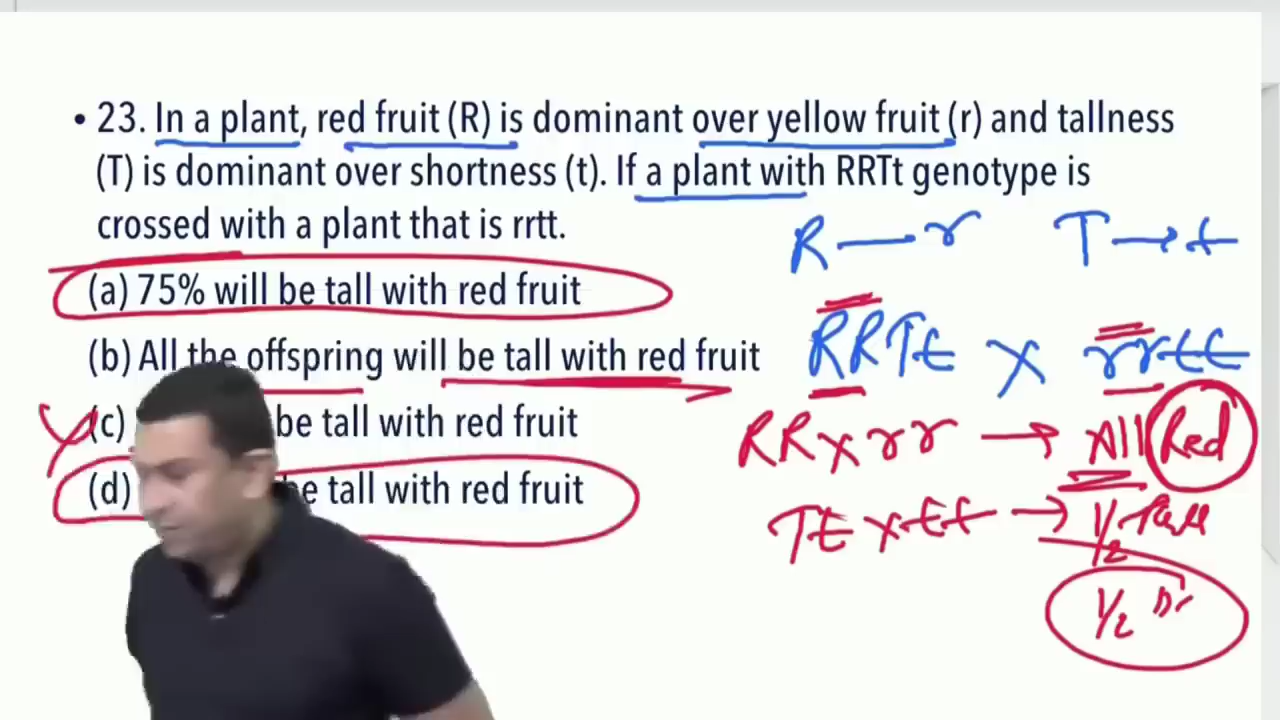 • 23. In a plant, red fruit (R) is dominant over yellow fruit (r) and tallness
(T) is dominant over shortness (t). If a plant with RRTt genotype is
crossed with a plant that is rrtt.
R — r T → t
(a) 75% will be tall with red fruit
(b) All the offspring will be tall with red fruit
RRTt X rrtt
(c) be tall with red fruit
RR x rr → All Red
(d) be tall with red fruit
Tt x tt → 1/2 Tall
1/2